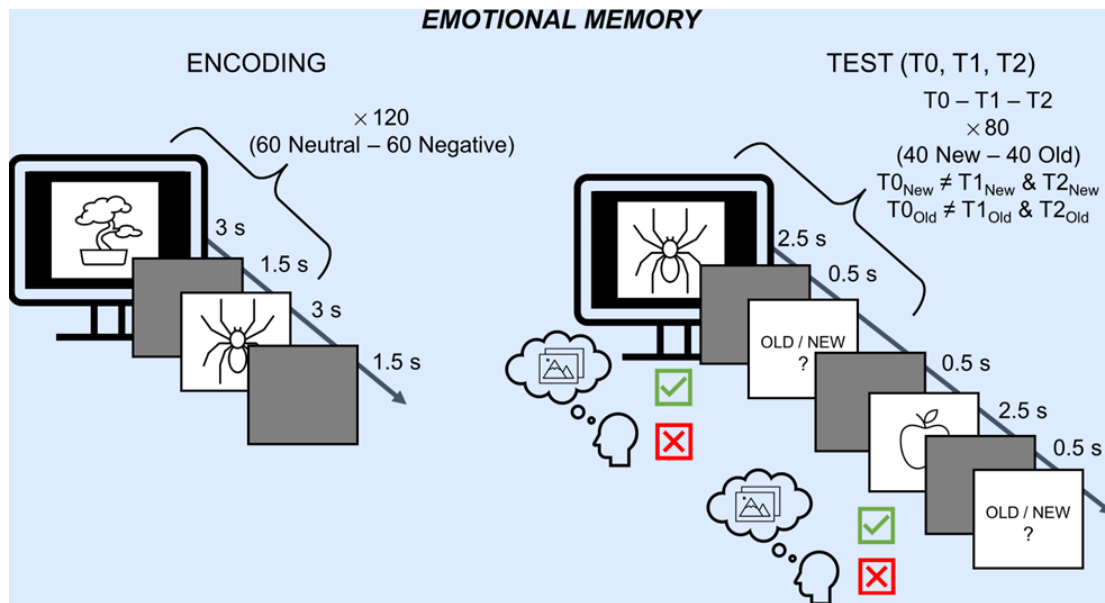 EMOTIONAL MEMORY
ENCODING
× 120
(60 Neutral – 60 Negative)
3 s
1.5 s
3 s
1.5 s
TEST (T0, T1, T2)
T0 – T1 – T2
× 80
(40 New – 40 Old)
T0New ≠ T1New & T2New
T0Old ≠ T1Old & T2Old
2.5 s
0.5 s
OLD / NEW
?
0.5 s
2.5 s
0.5 s
OLD / NEW
?